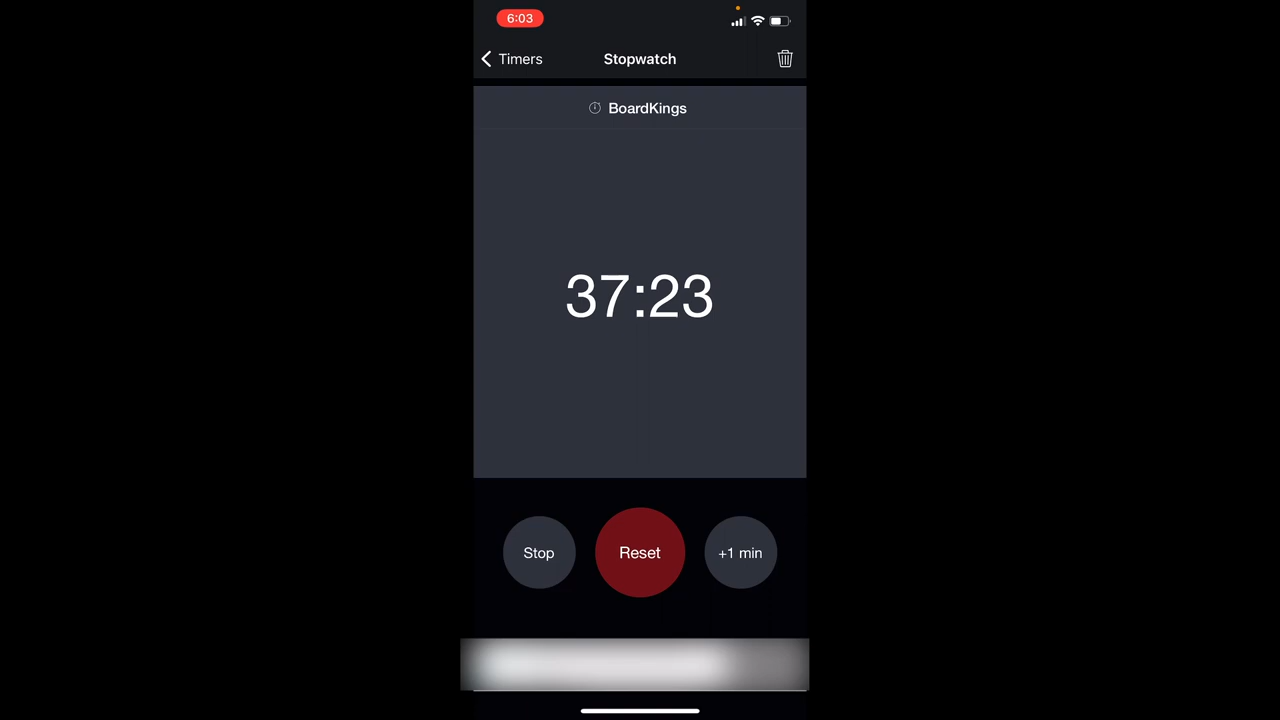 6:03
Timers
Stopwatch
BoardKings
37:23
Stop
Reset
+1 min